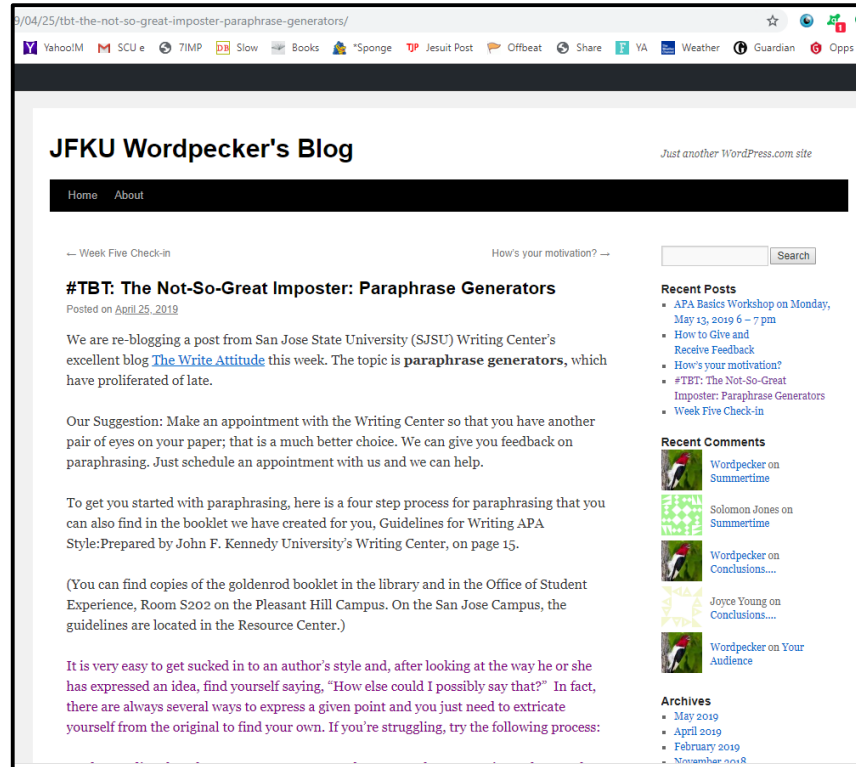 9/04/25/tbt-the-not-so-great-imposter-paraphrase-generators/
Yahoo!M SCU e 7IMP DB Slow Books *Sponge TJP Jesuit Post Offbeat Share YA Weather Guardian Opps
JFKU Wordpecker's Blog
Just another WordPress.com site
Home About
← Week Five Check-in
How's your motivation? →
#TBT: The Not-So-Great Imposter: Paraphrase Generators
Posted on April 25, 2019
We are re-blogging a post from San Jose State University (SJSU) Writing Center's
excellent blog The Write Attitude this week. The topic is paraphrase generators, which
have proliferated of late.
Our Suggestion: Make an appointment with the Writing Center so that you have another
pair of eyes on your paper; that is a much better choice. We can give you feedback on
paraphrasing. Just schedule an appointment with us and we can help.
To get you started with paraphrasing, here is a four step process for paraphrasing that you
can also find in the booklet we have created for you, Guidelines for Writing APA
Style:Prepared by John F. Kennedy University's Writing Center, on page 15.
(You can find copies of the goldenrod booklet in the library and in the Office of Student
Experience, Room S202 on the Pleasant Hill Campus. On the San Jose Campus, the
guidelines are located in the Resource Center.)
It is very easy to get sucked in to an author's style and, after looking at the way he or she
has expressed an idea, find yourself saying, "How else could I possibly say that?" In fact,
there are always several ways to express a given point and you just need to extricate
yourself from the original to find your own. If you're struggling, try the following process:
Search
Recent Posts
APA Basics Workshop on Monday,
May 13, 2019 6 – 7 pm
How to Give and
Receive Feedback
How's your motivation?
#TBT: The Not-So-Great
Imposter: Paraphrase Generators
Week Five Check-in
Recent Comments
Wordpecker on
Summertime
Solomon Jones on
Summertime
Wordpecker on
Conclusions....
Joyce Young on
Conclusions....
Wordpecker on Your
Audience
Archives
May 2019
April 2019
February 2019
November 2018